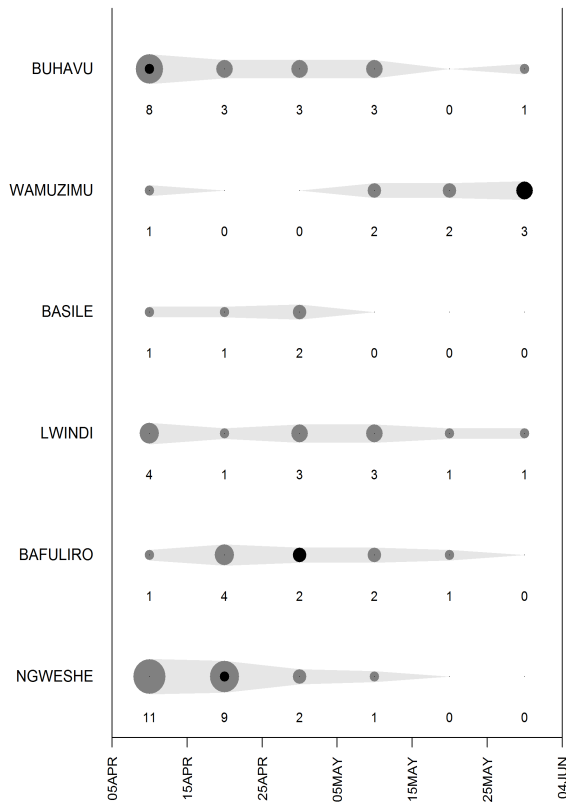 BUHAVU
8 3 3 3 0 1
WAMUZIMU
1 0 0 2 2 3
BASILE
1 1 2 0 0 0
LWINDI
4 1 3 3 1 1
BAFULIRO
1 4 2 2 1 0
NGWESHE
11 9 2 1 0 0
05APR 15APR 25APR 05MAY 15MAY 25MAY 04JUN